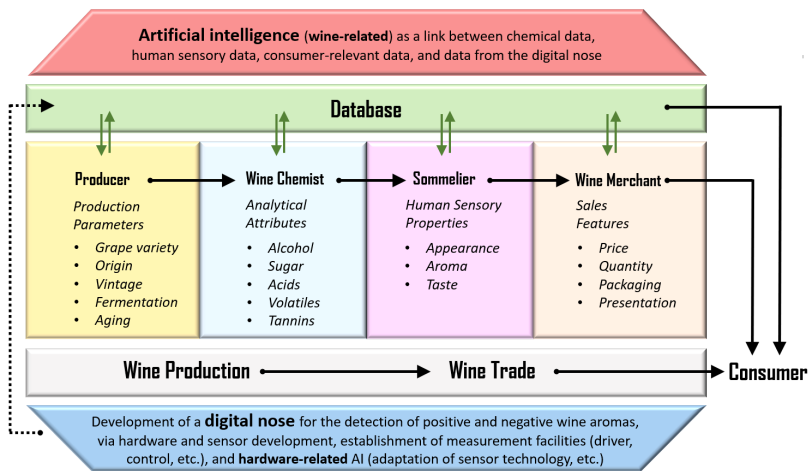 Artificial intelligence (wine-related) as a link between chemical data,
human sensory data, consumer-relevant data, and data from the digital nose
Database
Producer
Production
Parameters
• Grape variety
• Origin
• Vintage
• Fermentation
• Aging
Wine Chemist
Analytical
Attributes
• Alcohol
• Sugar
• Acids
• Volatiles
• Tannins
Sommelier
Human Sensory
Properties
• Appearance
• Aroma
• Taste
Wine Merchant
Sales
Features
• Price
• Quantity
• Packaging
• Presentation
Wine Production
Wine Trade
Consumer
Development of a digital nose for the detection of positive and negative wine aromas,
via hardware and sensor development, establishment of measurement facilities (driver,
control, etc.), and hardware-related AI (adaptation of sensor technology, etc.)